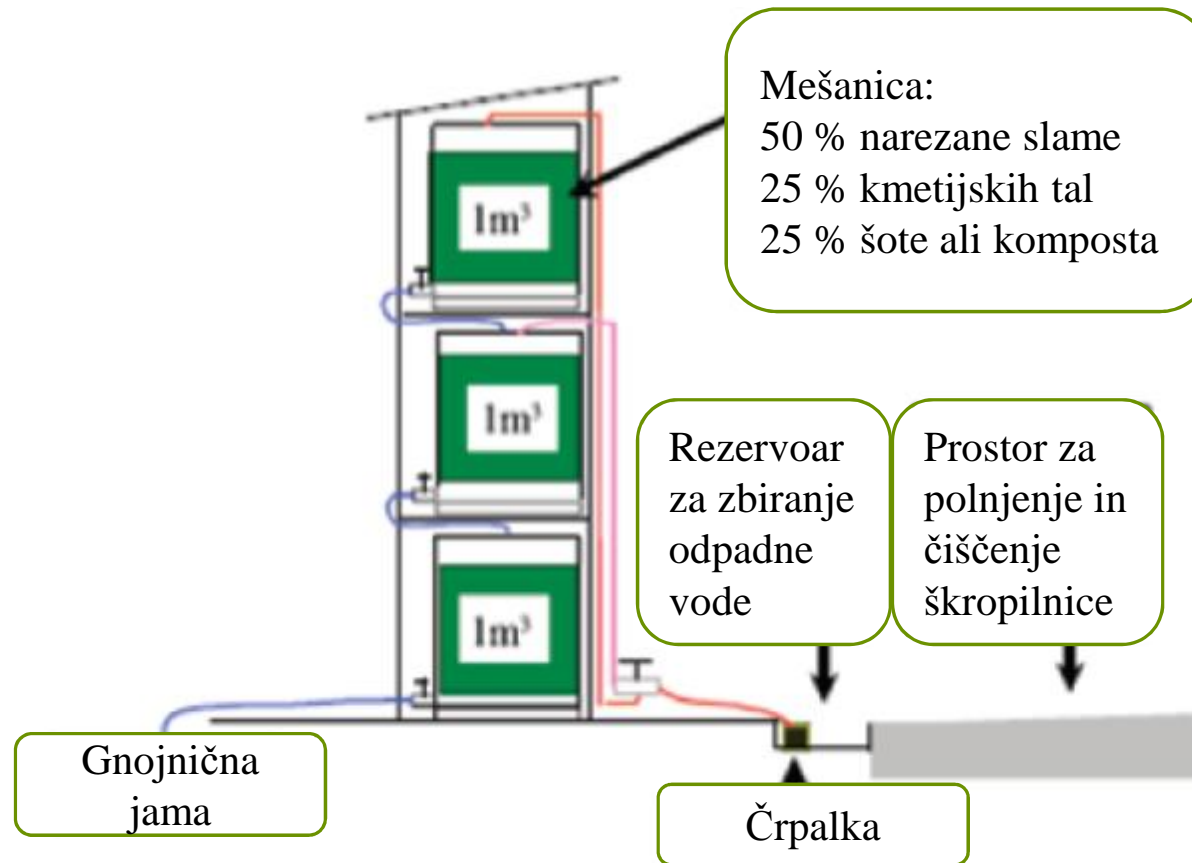 Mešanica:
50 % narezane slame
25 % kmetijskih tal
25 % šote ali komposta
1m³
1m³
1m³
Rezervoar
za zbiranje
odpadne
vode
Prostor za
polnjenje in
čiščenje
škropilnice
Gnojnična
jama
Črpalka